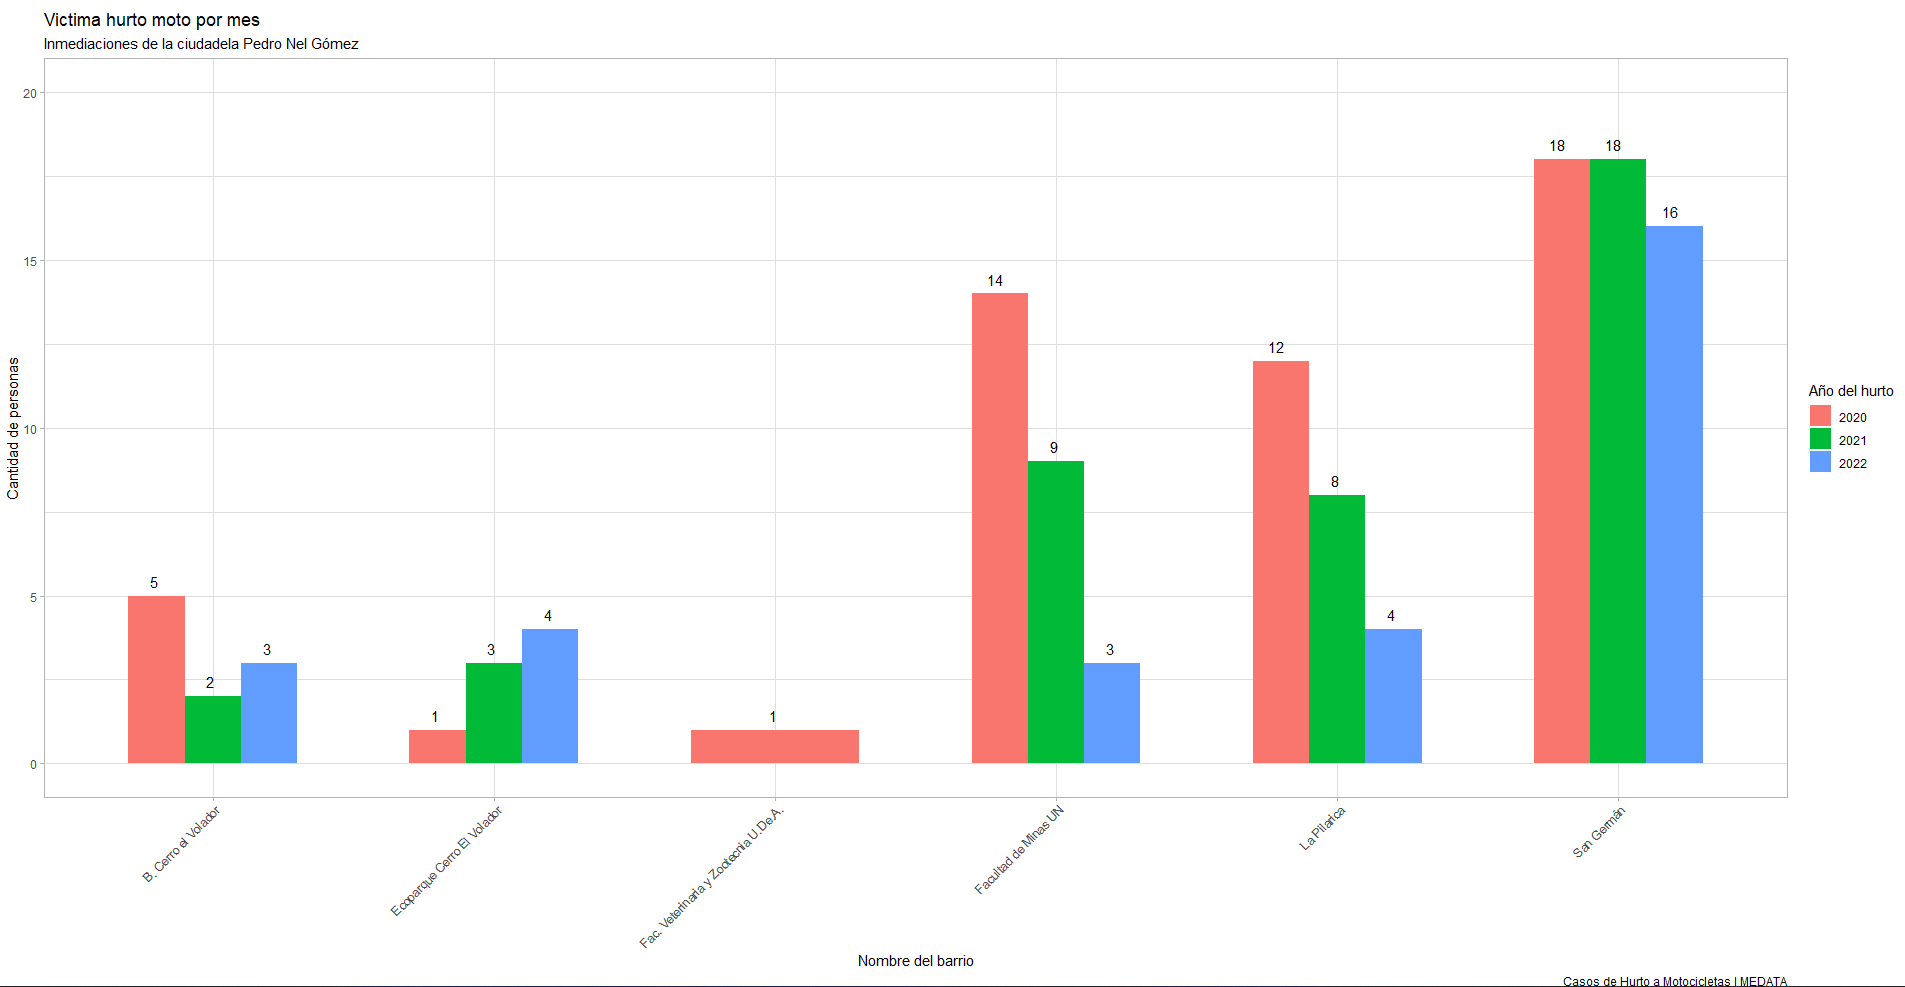 Victima hurto moto por mes
Inmediaciones de la ciudadela Pedro Nel Gómez
Cantidad de personas
20
15
10
5
0
5
2
3
1
3
4
1
14
9
3
12
8
4
18
18
16
B. Cerro el Volador
Ecoparque Cerro El Volador
Fac. Veterinaria y Zootecnia U.De.A.
Facultad de Minas UN
La Pilarica
San Germán
Nombre del barrio
Año del hurto
2020
2021
2022
Casos de Hurto a Motocicletas | MEDATA